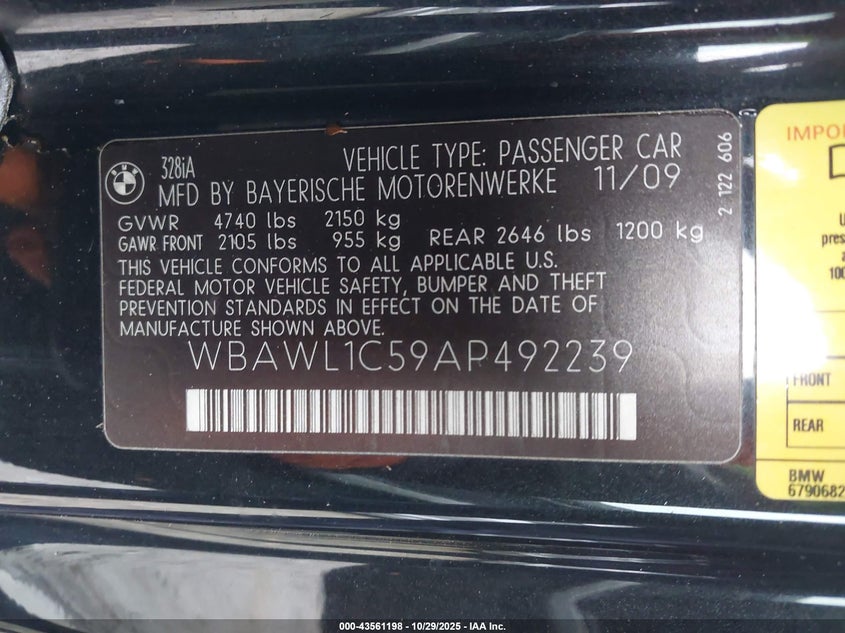 BMW
328iA
VEHICLE TYPE: PASSENGER CAR
MFD BY BAYERISCHE MOTORENWERKE 11/09
GVWR 4740 lbs 2150 kg
GAWR FRONT 2105 lbs 955 kg REAR 2646 lbs 1200 kg
THIS VEHICLE CONFORMS TO ALL APPLICABLE U.S.
FEDERAL MOTOR VEHICLE SAFETY, BUMPER AND THEFT
PREVENTION STANDARDS IN EFFECT ON THE DATE OF
MANUFACTURE SHOWN ABOVE.
WBAWL1C59AP492239
2 122 606
FRONT
REAR
BMW
000-43561198 | 10/29/2025 - IAA Inc.